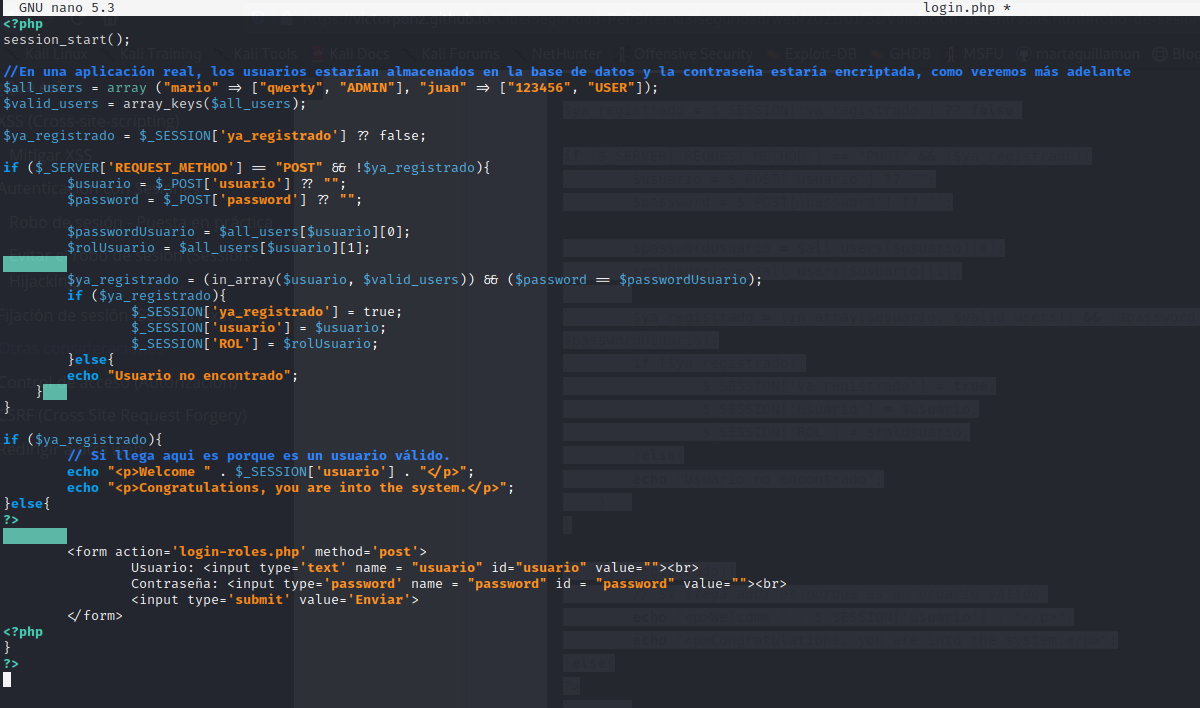 GNU nano 5.3 login.php *
<?php
session_start();
//En una aplicación real, los usuarios estarían almacenados en la base de datos y la contraseña estaría encriptada, como veremos más adelante
$all_users = array ("mario" => ["qwerty", "ADMIN"], "juan" => ["123456", "USER"]);
$valid_users = array_keys($all_users);
$ya_registrado = $_SESSION['ya_registrado'] ?? false;
if ($_SERVER['REQUEST_METHOD'] == "POST" && !$ya_registrado){
$usuario = $_POST['usuario'] ?? "";
$password = $_POST['password'] ?? "";
$passwordUsuario = $all_users[$usuario][0];
$rolUsuario = $all_users[$usuario][1];
$ya_registrado = (in_array($usuario, $valid_users)) && ($password == $passwordUsuario);
if ($ya_registrado){
$_SESSION['ya_registrado'] = true;
$_SESSION['usuario'] = $usuario;
$_SESSION['ROL'] = $rolUsuario;
}else{
echo "Usuario no encontrado";
}
}
if ($ya_registrado){
// Si llega aqui es porque es un usuario válido.
echo "<p>Welcome " . $_SESSION['usuario'] . "</p>";
echo "<p>Congratulations, you are into the system.</p>";
}else{
?>
<form action='login-roles.php' method='post'>
Usuario: <input type='text' name = "usuario" id="usuario" value=""><br>
Contraseña: <input type='password' name = "password" id = "password" value=""><br>
<input type='submit' value='Enviar'>
</form>
<?php
}
?>